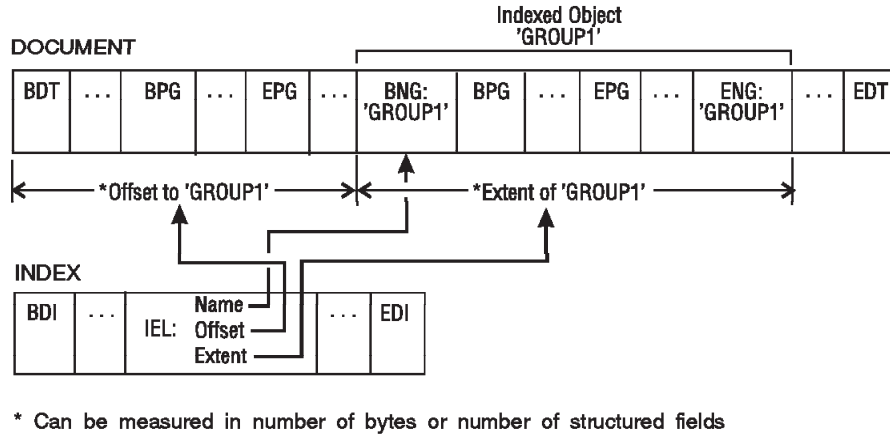 Indexed Object
'GROUP1'
DOCUMENT
BDT ... BPG ... EPG ... BNG: BPG ... EPG ... ENG: ... EDT
'GROUP1' 'GROUP1'
*Offset to 'GROUP1' *Extent of 'GROUP1'
INDEX
BDI ... IEL: Name ... EDI
Offset
Extent
* Can be measured in number of bytes or number of structured fields